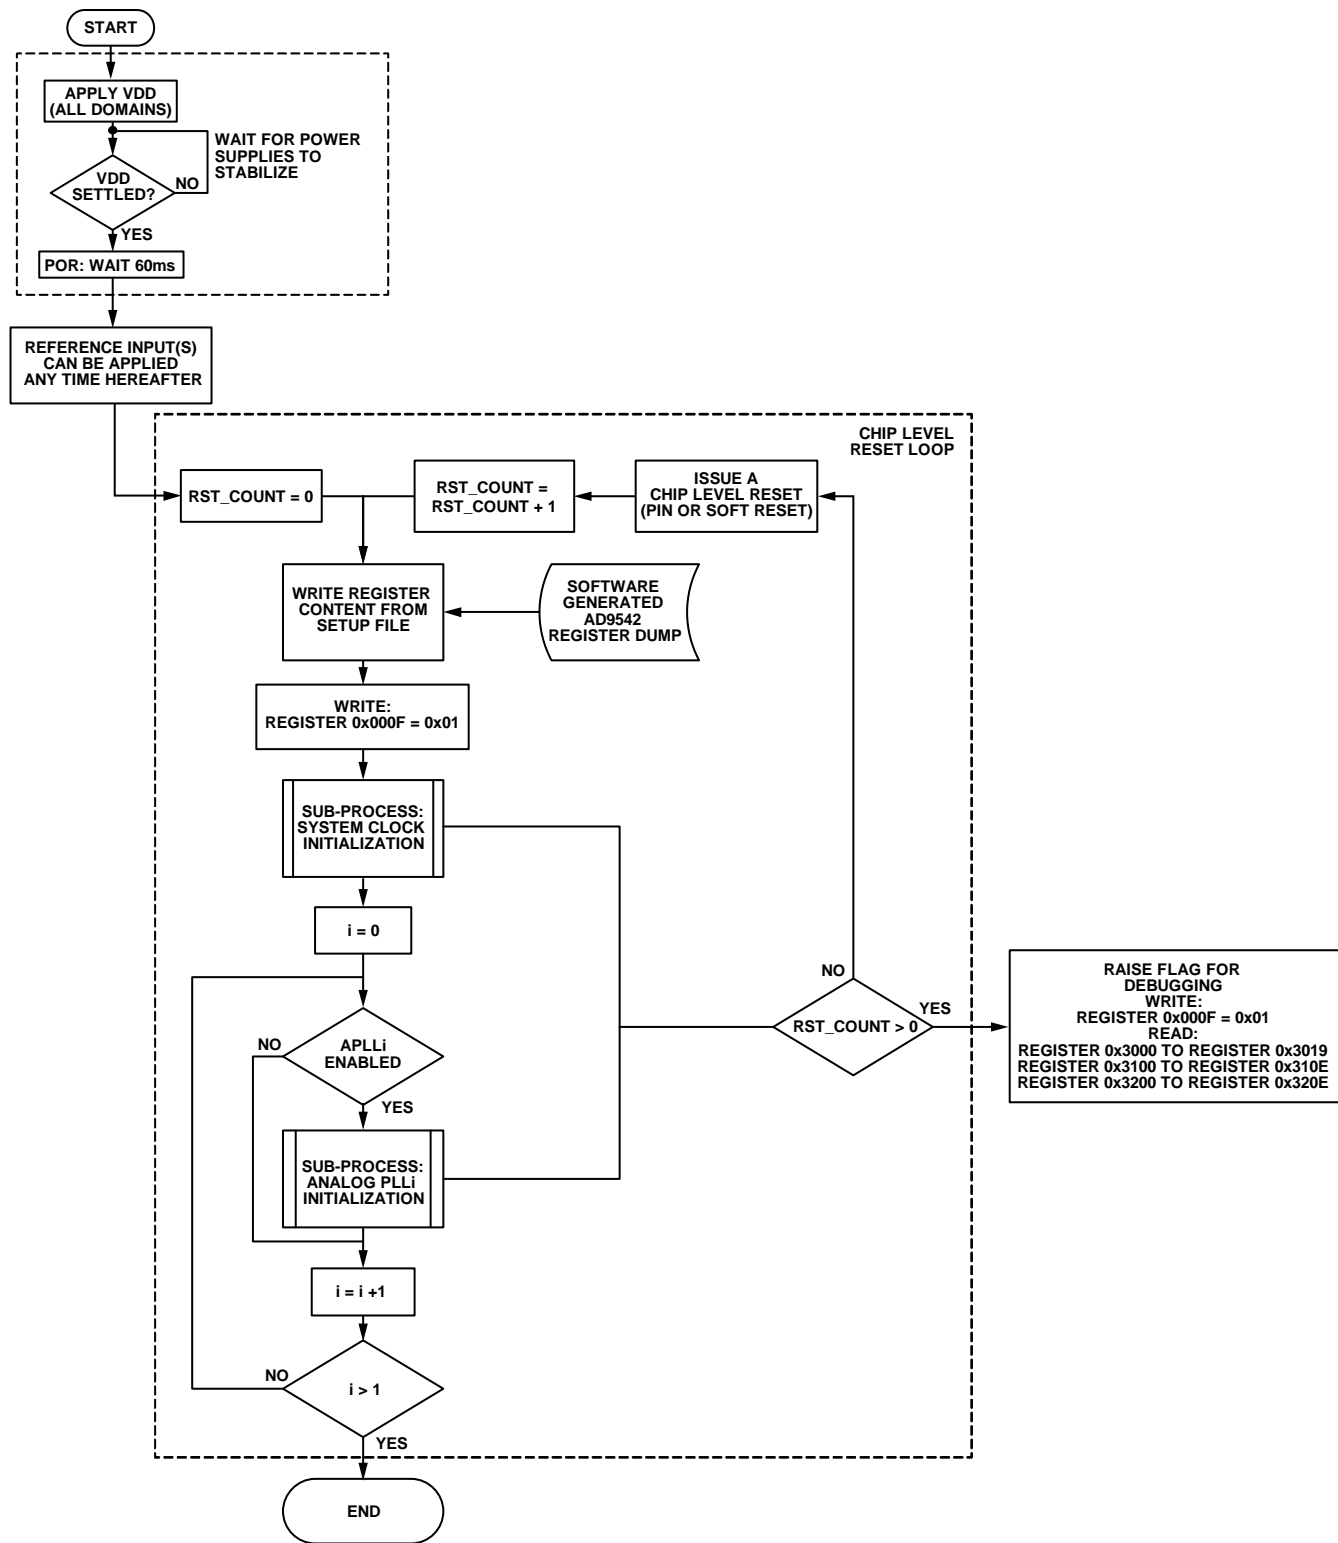 START
APPLY VDD
(ALL DOMAINS)
WAIT FOR POWER
SUPPLIES TO
STABILIZE
VDD
SETTLED?
NO
YES
POR: WAIT 60ms
REFERENCE INPUT(S)
CAN BE APPLIED
ANY TIME HEREAFTER
CHIP LEVEL
RESET LOOP
RST_COUNT = 0
RST_COUNT =
RST_COUNT + 1
ISSUE A
CHIP LEVEL RESET
(PIN OR SOFT RESET)
WRITE REGISTER
CONTENT FROM
SETUP FILE
SOFTWARE
GENERATED
AD9542
REGISTER DUMP
WRITE:
REGISTER 0x000F = 0x01
SUB-PROCESS:
SYSTEM CLOCK
INITIALIZATION
i = 0
NO
RST_COUNT > 0
YES
RAISE FLAG FOR
DEBUGGING
WRITE:
REGISTER 0x000F = 0x01
READ:
REGISTER 0x3000 TO REGISTER 0x3019
REGISTER 0x3100 TO REGISTER 0x310E
REGISTER 0x3200 TO REGISTER 0x320E
NO
APLLi
ENABLED
YES
SUB-PROCESS:
ANALOG PLLi
INITIALIZATION
i = i +1
NO
i > 1
YES
END